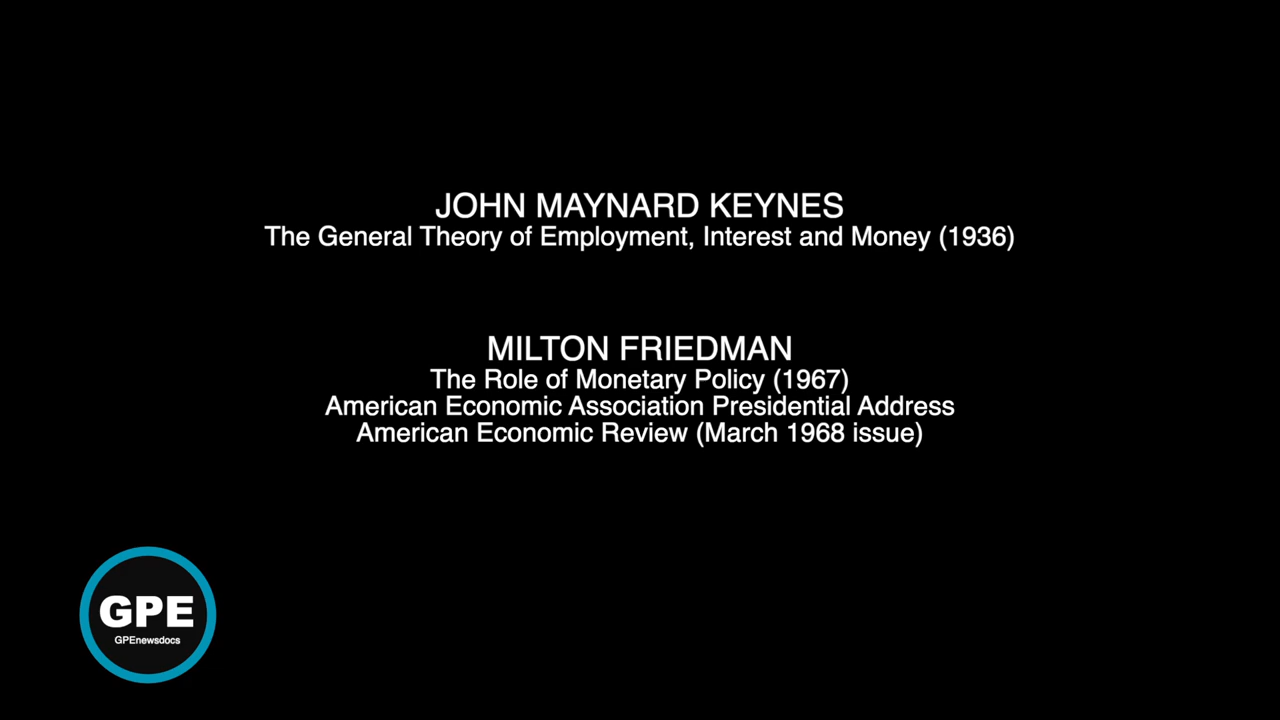 JOHN MAYNARD KEYNES
The General Theory of Employment, Interest and Money (1936)
MILTON FRIEDMAN
The Role of Monetary Policy (1967)
American Economic Association Presidential Address
American Economic Review (March 1968 issue)
GPE
GPEnewsdocs